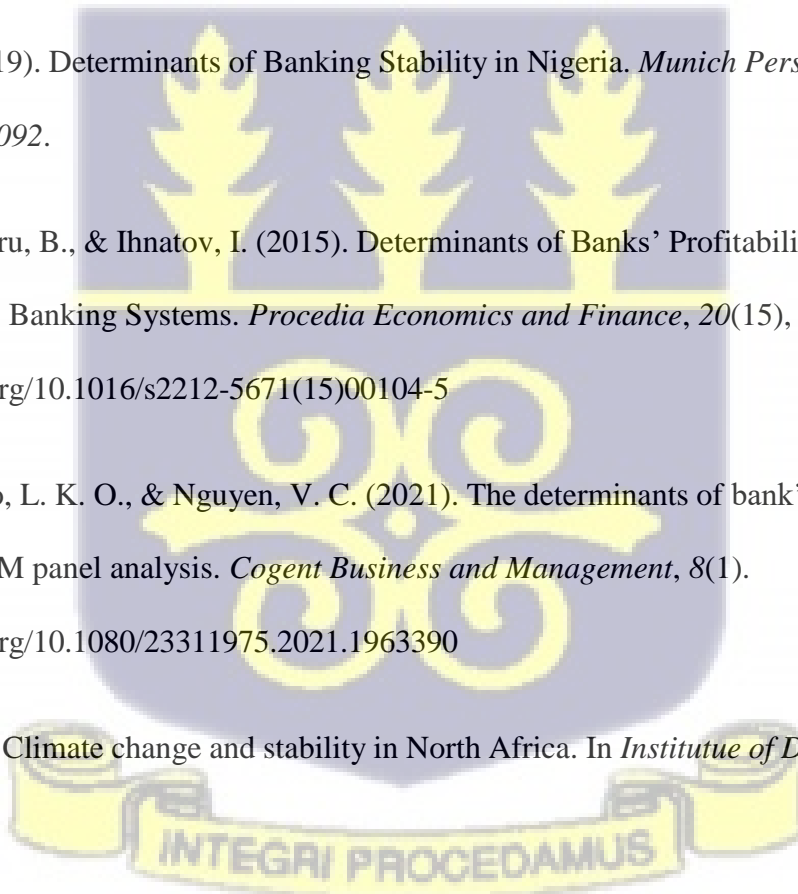 19). Determinants of Banking Stability in Nigeria. Munich Pers
092.
ru, B., & Ihnatov, I. (2015). Determinants of Banks’ Profitabili
Banking Systems. Procedia Economics and Finance, 20(15),
rg/10.1016/s2212-5671(15)00104-5
o, L. K. O., & Nguyen, V. C. (2021). The determinants of bank’
M panel analysis. Cogent Business and Management, 8(1).
rg/10.1080/23311975.2021.1963390
Climate change and stability in North Africa. In Institutue of D
INTEGRI PROCEDAMUS